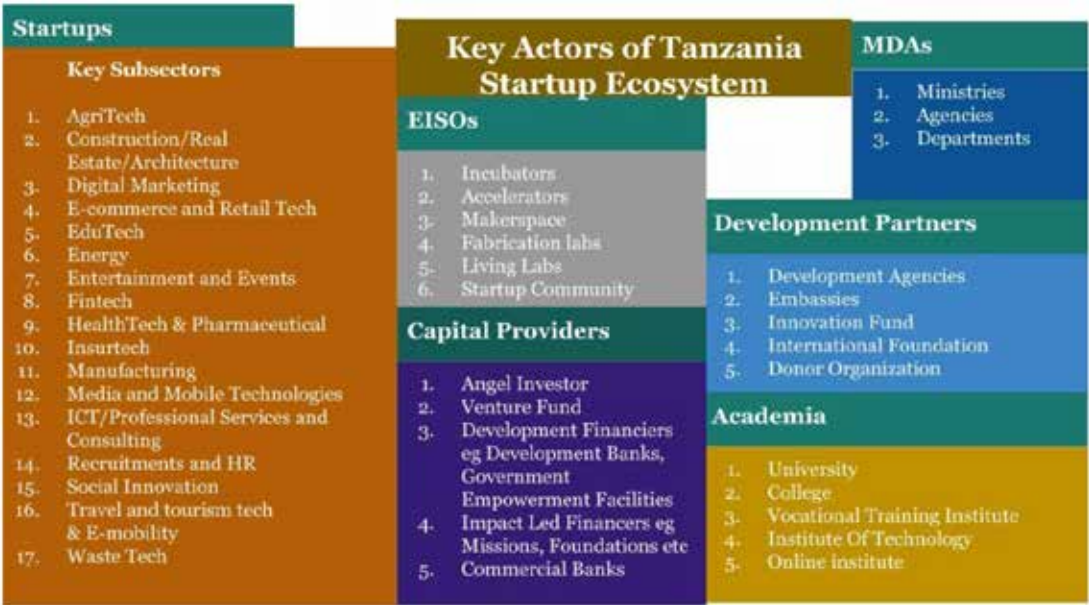 Startups
Key Subsectors
1. AgriTech
2. Construction/Real
Estate/Architecture
3. Digital Marketing
4. E-commerce and Retail Tech
5. EduTech
6. Energy
7. Entertainment and Events
8. Fintech
9. HealthTech & Pharmaceutical
10. Insurtech
11. Manufacturing
12. Media and Mobile Technologies
13. ICT/Professional Services and
Consulting
14. Recruitments and HR
15. Social Innovation
16. Travel and tourism tech
& E-mobility
17. Waste Tech
Key Actors of Tanzania
Startup Ecosystem
EISOs
1. Incubators
2. Accelerators
3. Makerspace
4. Fabrication labs
5. Living Labs
6. Startup Community
Capital Providers
1. Angel Investor
2. Venture Fund
3. Development Financiers
eg Development Banks,
Government
Empowerment Facilities
4. Impact Led Financers eg
Missions, Foundations etc
5. Commercial Banks
MDAs
1. Ministries
2. Agencies
3. Departments
Development Partners
1. Development Agencies
2. Embassies
3. Innovation Fund
4. International Foundation
5. Donor Organization
Academia
1. University
2. College
3. Vocational Training Institute
4. Institute Of Technology
5. Online institute